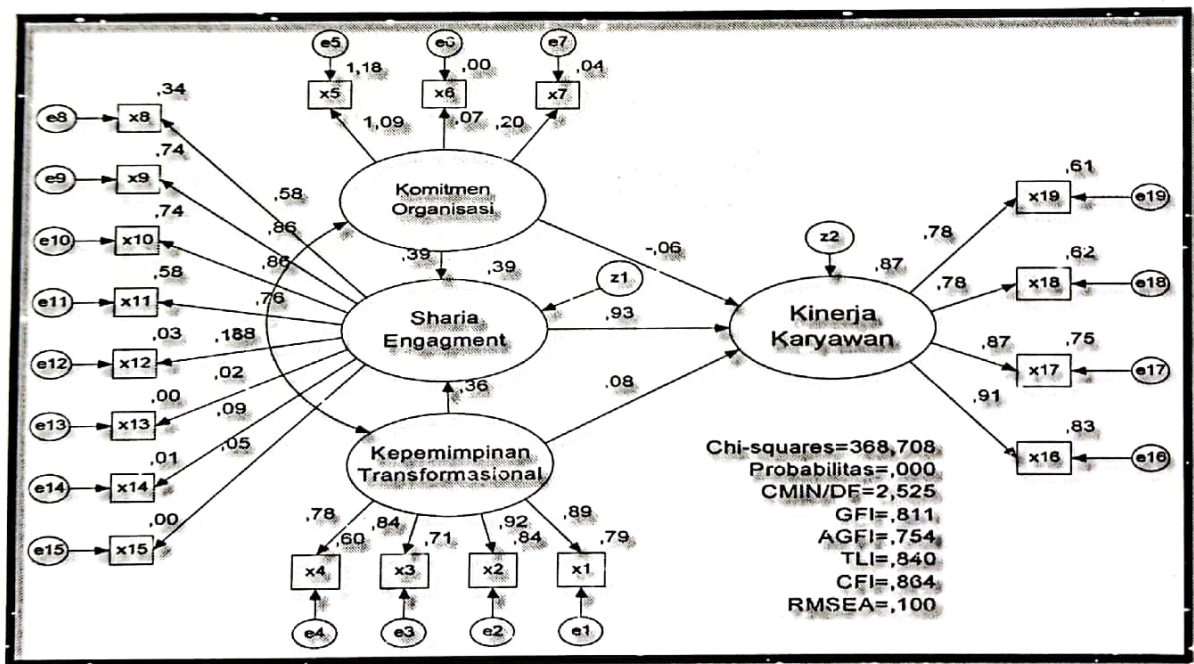 e5
e6
e7
1,18
,00
,04
x5
x6
x7
1,09
,07
,20
,34
e8
x8
,74
e9
x9
,74
e10
x10
,58
e11
x11
,03
e12
x12
,00
e13
x13
,01
e14
x14
,00
e15
x15
,58
,86
,86
,76
,02
,09
,05
Komitmen
Organisasi
,39
,39
z1
-,06
Sharia
Engagment
,93
,36
,08
Kepemimpinan
Transformasional
z2
,87
Kinerja
Karyawan
,78
,78
,87
,91
,61
x19
e19
,62
x18
e18
,75
x17
e17
,83
x16
e16
,78
,84
,92
,89
,60
,71
,84
,79
x4
x3
x2
x1
e4
e3
e2
e1
Chi-squares=368,708
Probabilitas=,000
CMIN/DF=2,525
GFI=,811
AGFI=,754
TLI=,840
CFI=,864
RMSEA=,100